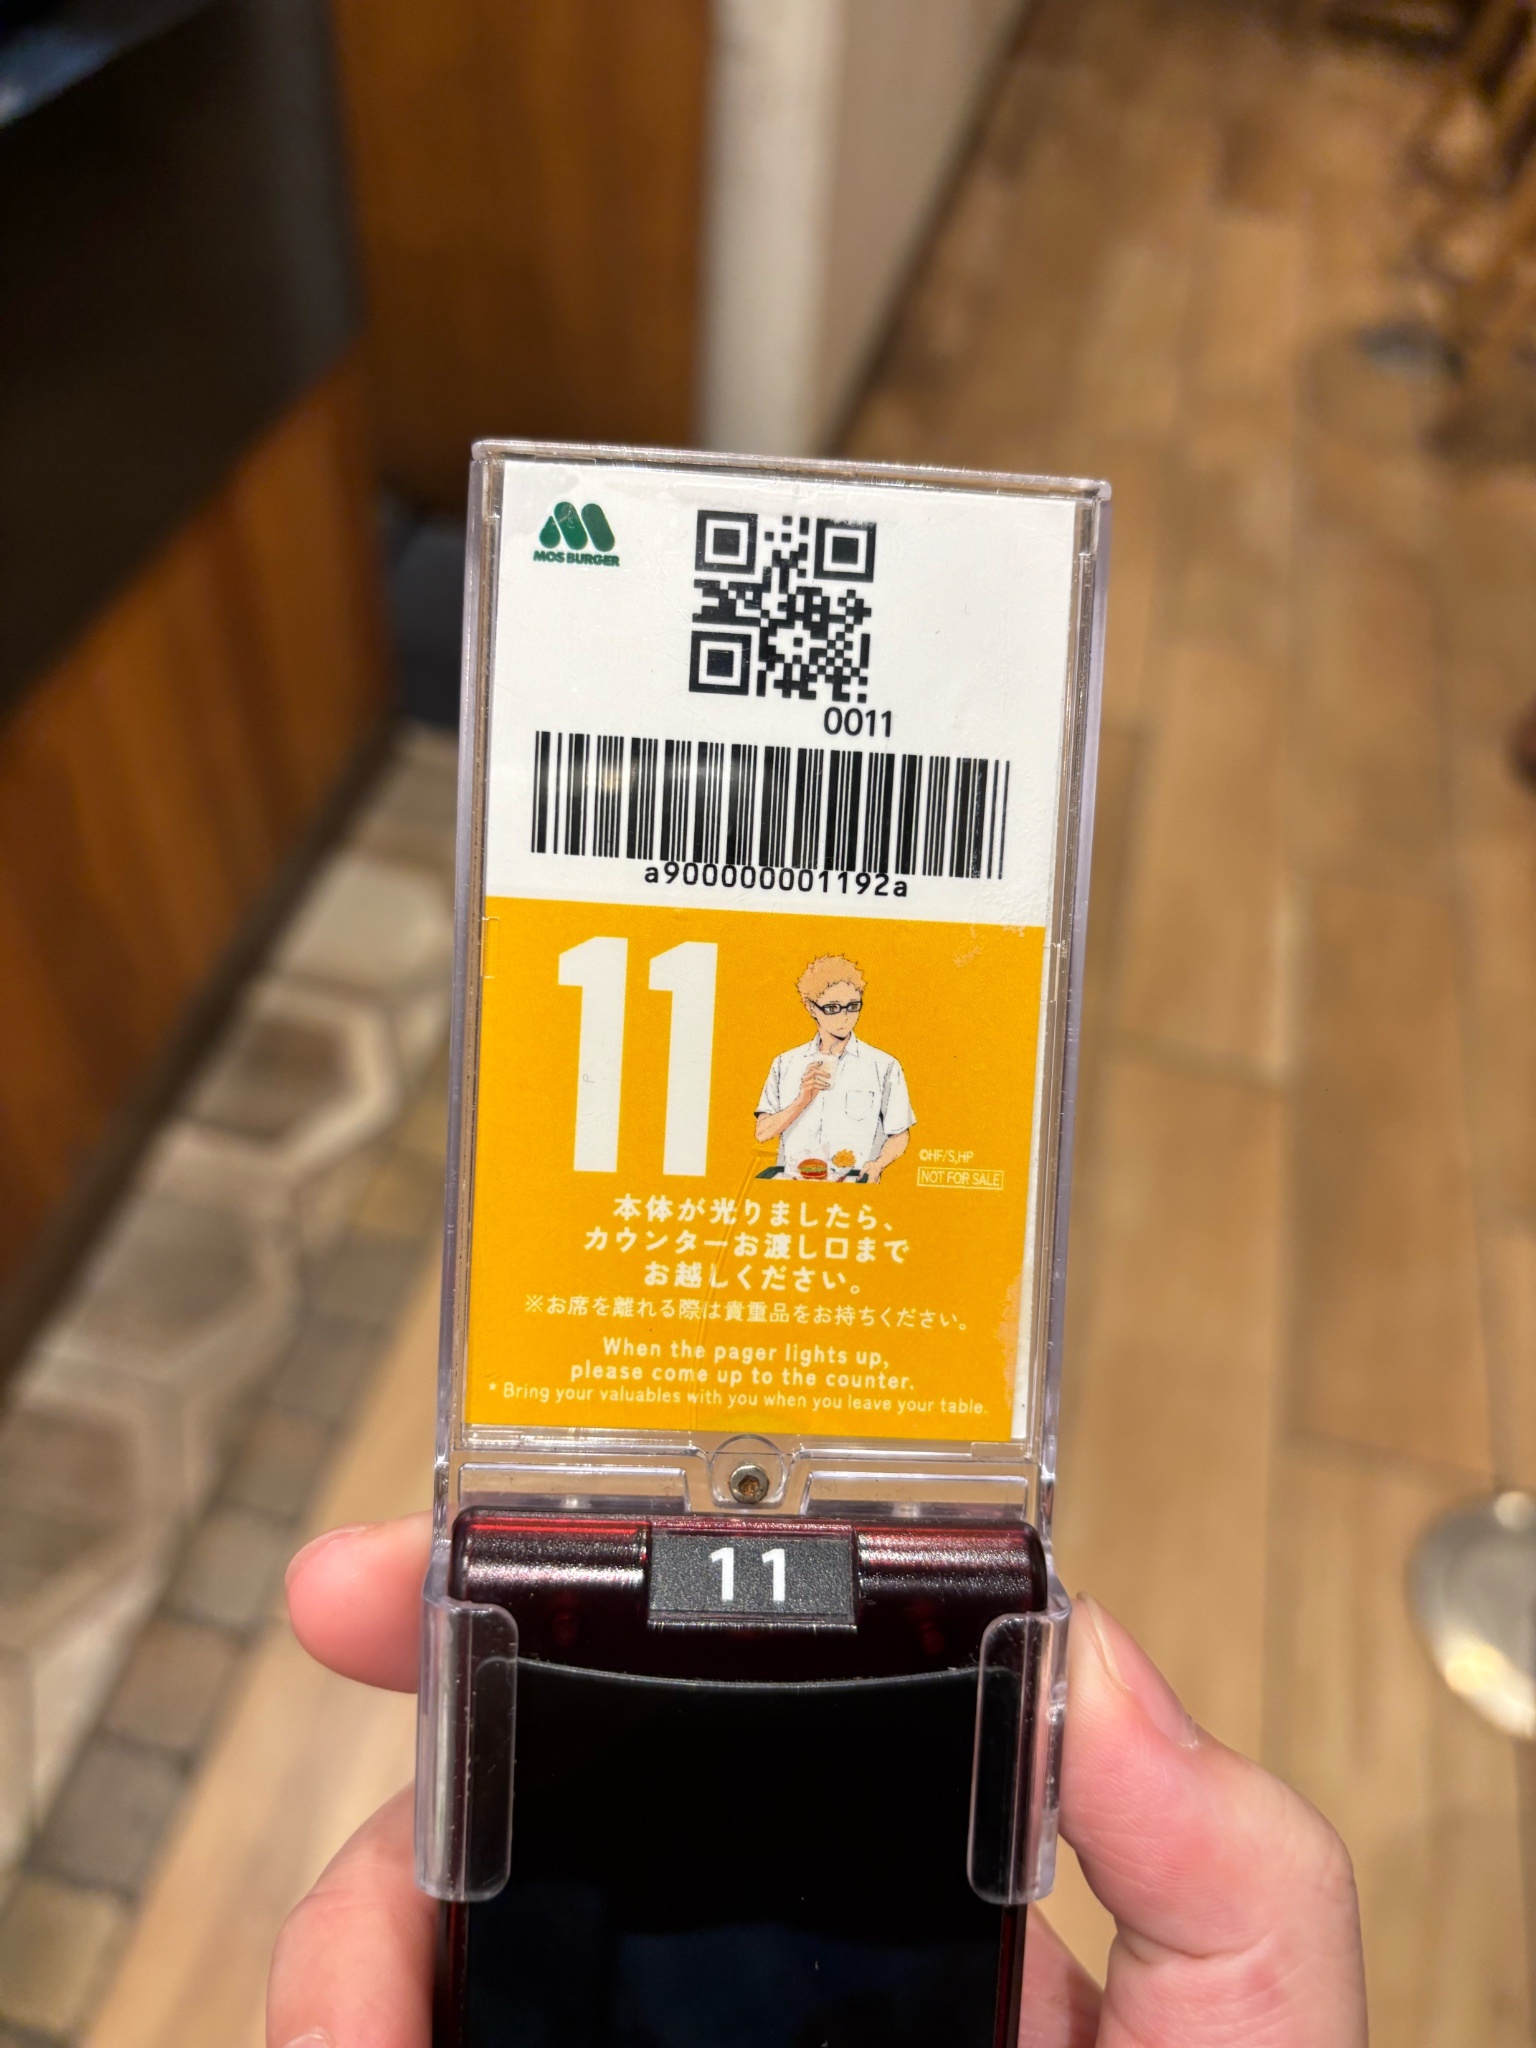 MOS BURGER
0011
a900000001192a
11
©HF/S,HP
NOT FOR SALE
本体が光りましたら、
カウンターお渡し口まで
お越しください。
※お席を離れる際は貴重品をお持ちください。
When the pager lights up,
please come up to the counter.
* Bring your valuables with you when you leave your table.
11